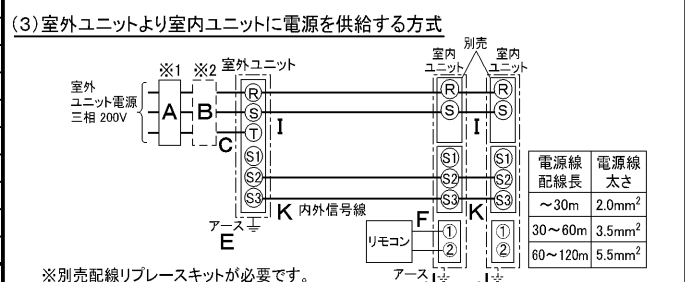 (3)室外ユニットより室内ユニットに電源を供給する方式
※1 ※2 室外ユニット
室内ユニット 別売 室内ユニット
室外
ユニット電源
三相 200V
A B C
R R R
S S S
T I I
S1 S1 S1
S2 S2 S2
S3 S3 S3
K 内外信号線 K
アース
E
F
リモコン
① ①
② ②
アース
電源線配線長 電源線太さ
～30m 2.0mm²
30～60m 3.5mm²
60～120m 5.5mm²
※別売配線リプレースキットが必要です。